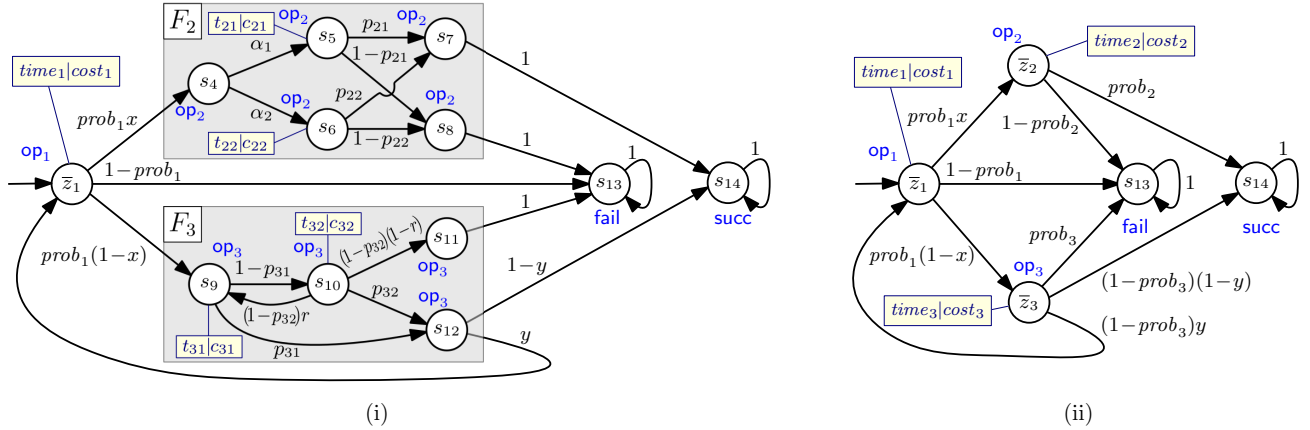 F₂
op₂
t₂₁|c₂₁
p₂₁
op₂
s₅
s₇
α₁
1−p₂₁
1
time₁|cost₁
s₄
op₂
op₂
p₂₂
op₂
α₂
s₆
s₈
prob₁x
t₂₂|c₂₂
1−p₂₂
1
op₁
z̅₁
1−prob₁
s₁₃
1
fail
s₁₄
1
succ
F₃
t₃₂|c₃₂
(1−p₃₂)(1−r)
s₁₁
1
op₃
op₃
op₃
prob₁(1−x)
1−p₃₁
s₉
s₁₀
p₃₂
op₃
1−y
(1−p₃₂)r
s₁₂
t₃₁|c₃₁
p₃₁
y
(i)
op₂
time₂|cost₂
z̅₂
time₁|cost₁
prob₂
prob₁x
1−prob₂
op₁
z̅₁
1−prob₁
s₁₃
1
fail
s₁₄
1
succ
prob₃
prob₁(1−x)
op₃
z̅₃
(1−prob₃)(1−y)
time₃|cost₃
(1−prob₃)y
(ii)